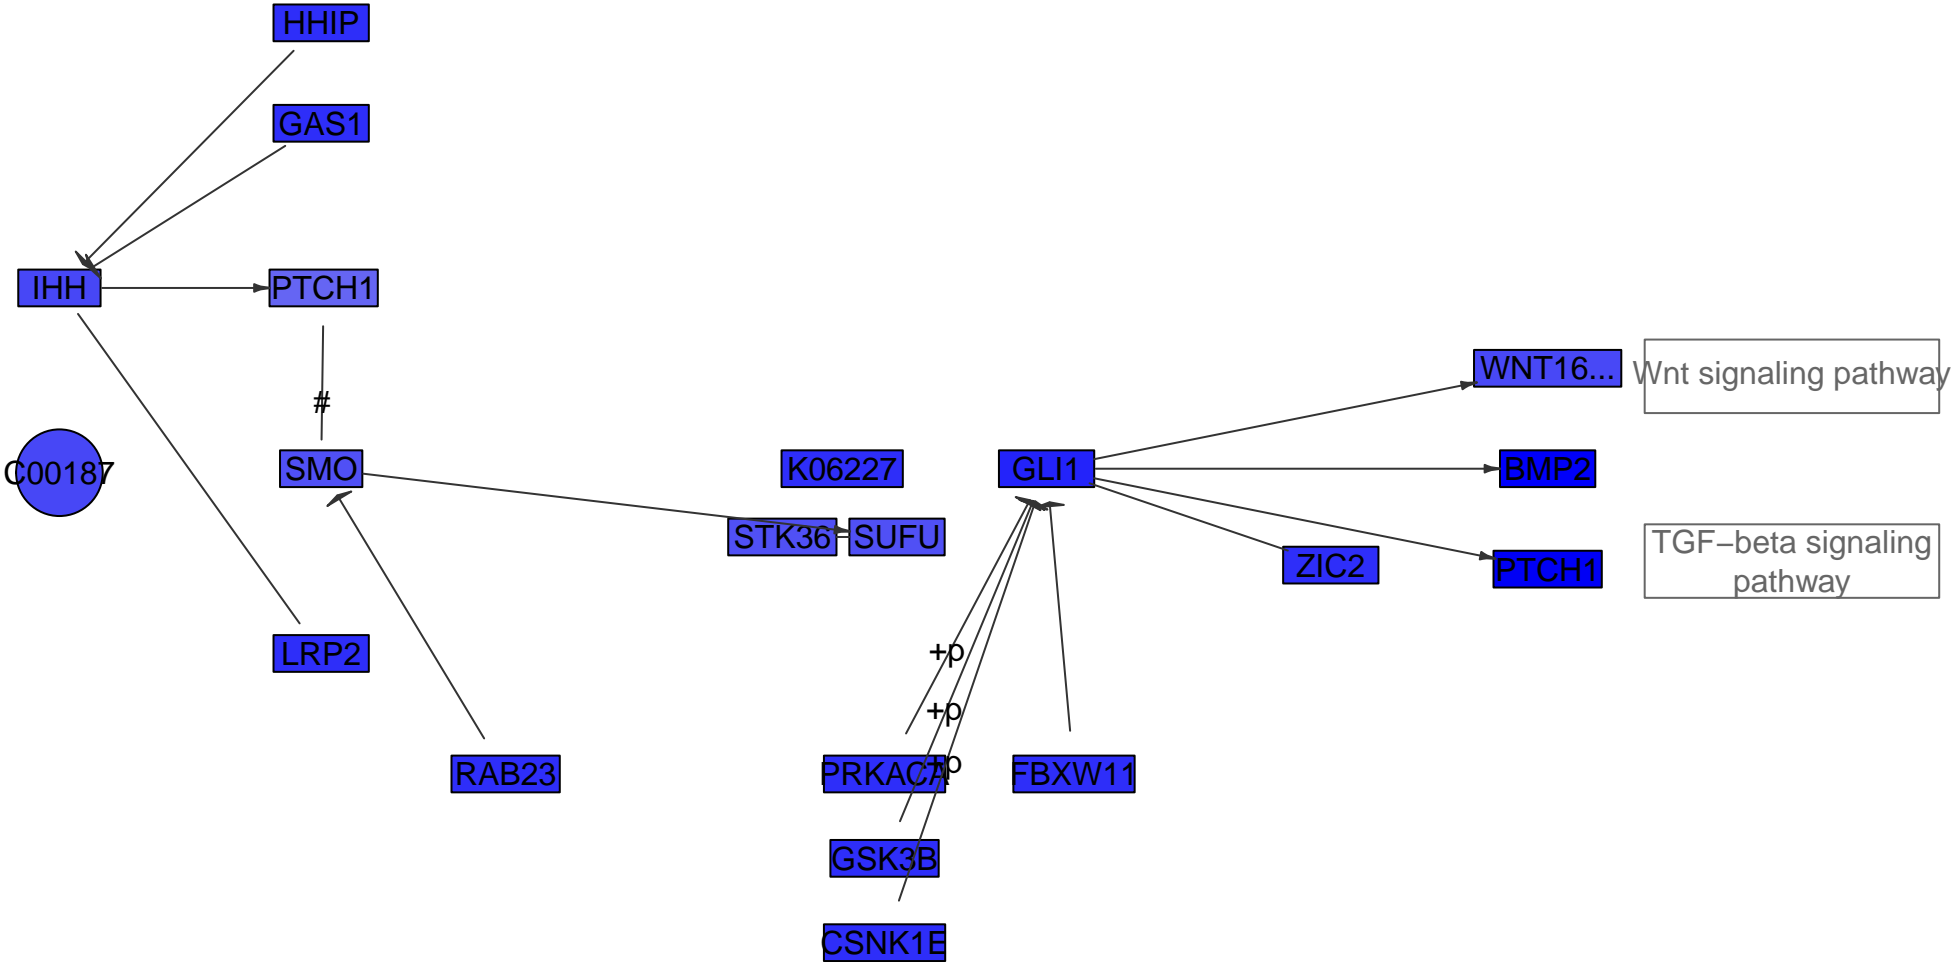 HHIP
GAS1
IHH
PTCH1
WNT16...
Wnt signaling pathway
#
C00187
SMO
K06227
GLI1
BMP2
STK36
SUFU
ZIC2
PTCH1
TGF−beta signaling
pathway
LRP2
+p
+p
+p
RAB23
PRKACA
FBXW11
GSK3B
CSNK1E